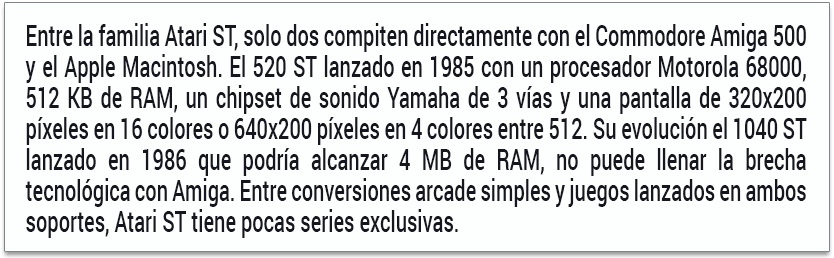 Entre la familia Atari ST, solo dos compiten directamente con el Commodore Amiga 500
y el Apple Macintosh. El 520 ST lanzado en 1985 con un procesador Motorola 68000,
512 KB de RAM, un chipset de sonido Yamaha de 3 vías y una pantalla de 320x200
píxeles en 16 colores o 640x200 píxeles en 4 colores entre 512. Su evolución el 1040 ST
lanzado en 1986 que podría alcanzar 4 MB de RAM, no puede llenar la brecha
tecnológica con Amiga. Entre conversiones arcade simples y juegos lanzados en ambos
soportes, Atari ST tiene pocas series exclusivas.